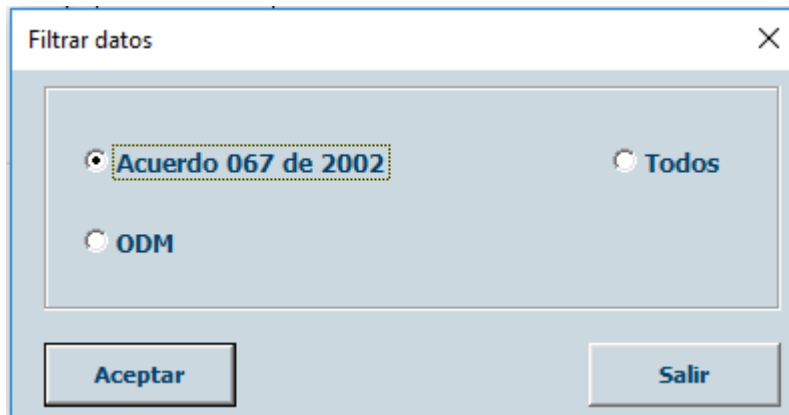 Filtrar datos
Acuerdo 067 de 2002
Todos
ODM
Aceptar
Salir